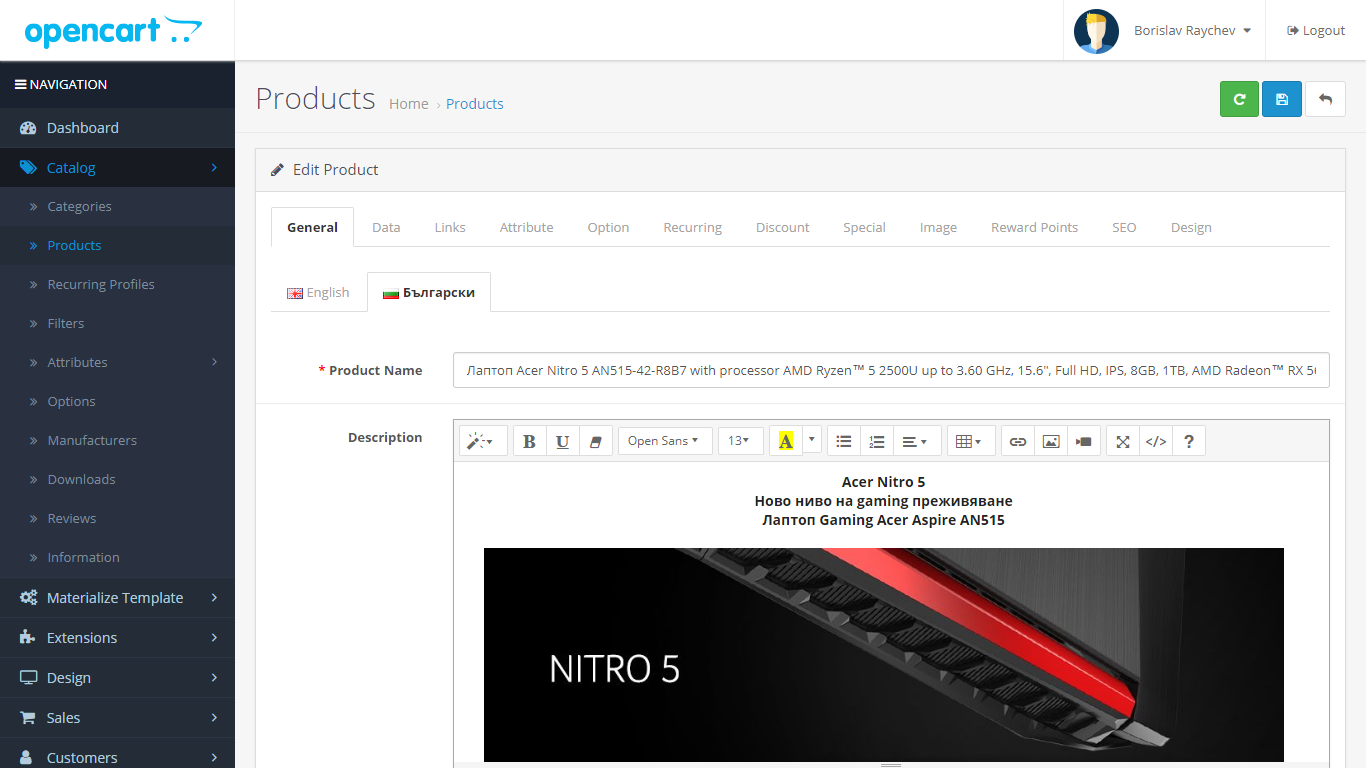 opencart
Borislav Raychev
Logout
NAVIGATION
Dashboard
Catalog
Categories
Products
Recurring Profiles
Filters
Attributes
Options
Manufacturers
Downloads
Reviews
Information
Materialize Template
Extensions
Design
Sales
Customers
Products Home › Products
Edit Product
General Data Links Attribute Option Recurring Discount Special Image Reward Points SEO Design
English Български
* Product Name Лаптоп Acer Nitro 5 AN515-42-R8B7 with processor AMD Ryzen™ 5 2500U up to 3.60 GHz, 15.6", Full HD, IPS, 8GB, 1TB, AMD Radeon™ RX
Description
B U Open Sans 13 A </> ?
Acer Nitro 5
Ново ниво на gaming преживяване
Лаптоп Gaming Acer Aspire AN515
NITRO 5